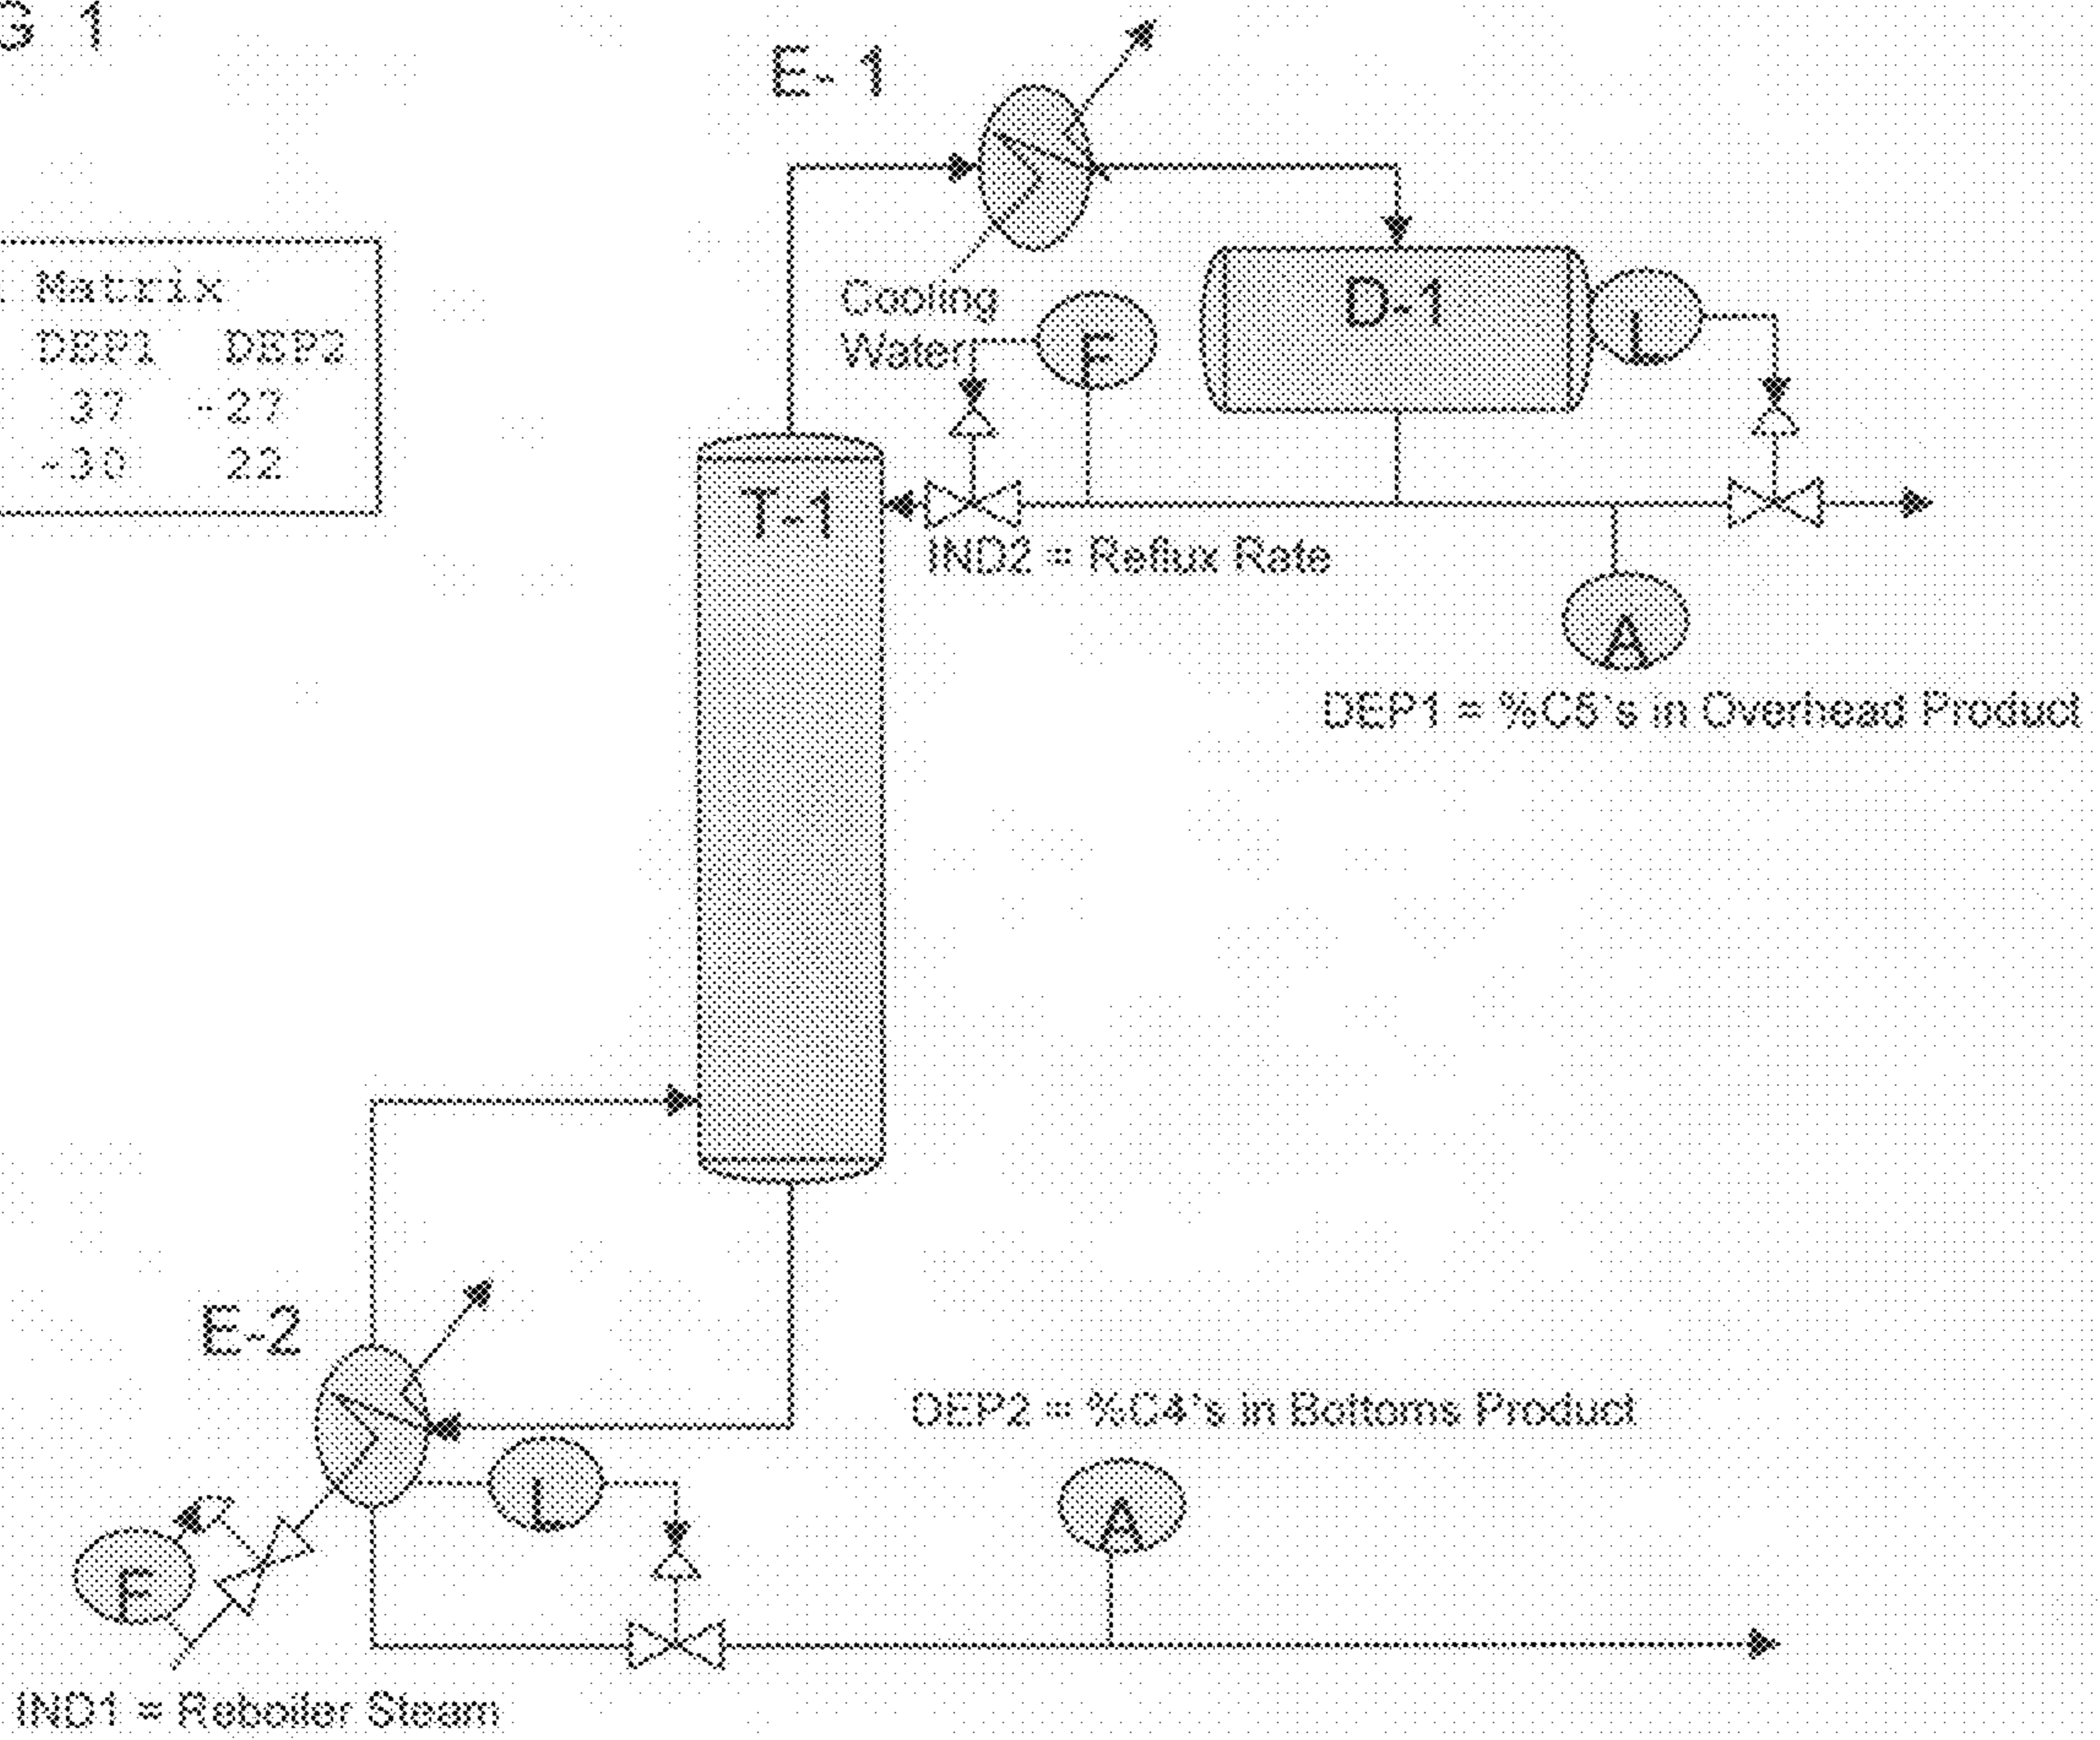 G 1
E-1
Matrix
DEP1 DEP2
37 -27
-30 22
Cooling
Water
F
D-1
L
T-1
IND2 = Reflux Rate
A
DEP1 = %C5's in Overhead Product
E-2
DEP2 = %C4's in Bottoms Product
L
A
F
IND1 = Reboiler Steam